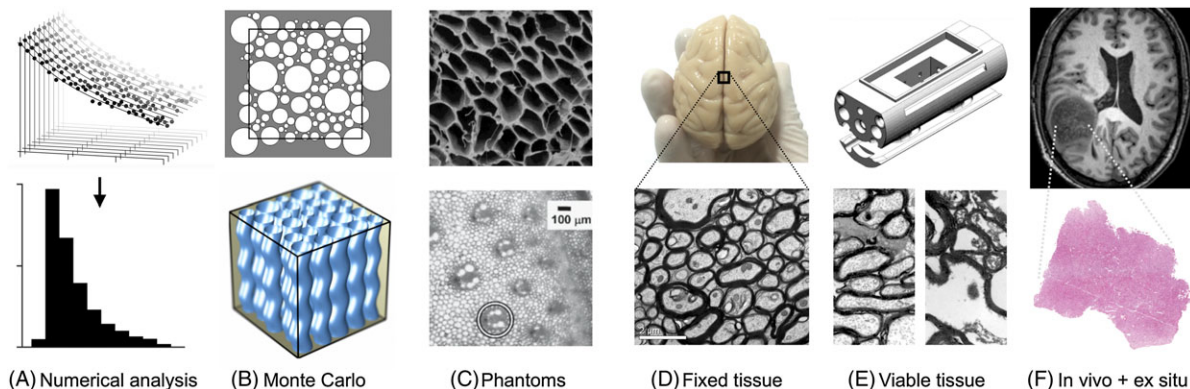 100 µm
(A) Numerical analysis
(B) Monte Carlo
(C) Phantoms
(D) Fixed tissue
(E) Viable tissue
(F) In vivo + ex situ